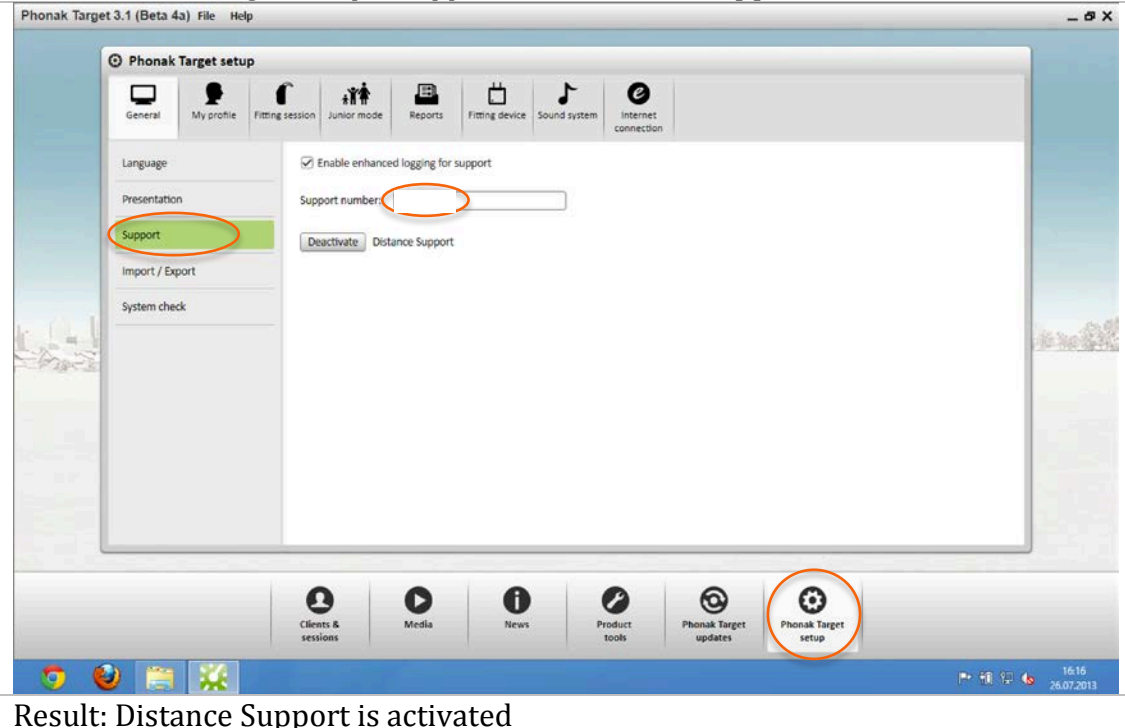 Phonak Target 3.1 (Beta 4a) File Help
Phonak Target setup
General
My profile
Fitting session
Junior mode
Reports
Fitting device
Sound system
Internet
connection
Language
Presentation
Support
Import / Export
System check
Enable enhanced logging for support
Support number:
Deactivate Distance Support
Clients &
sessions
Media
News
Product
tools
Phonak Target
updates
Phonak Target
setup
16:16
26.07.2013
Result: Distance Support is activated